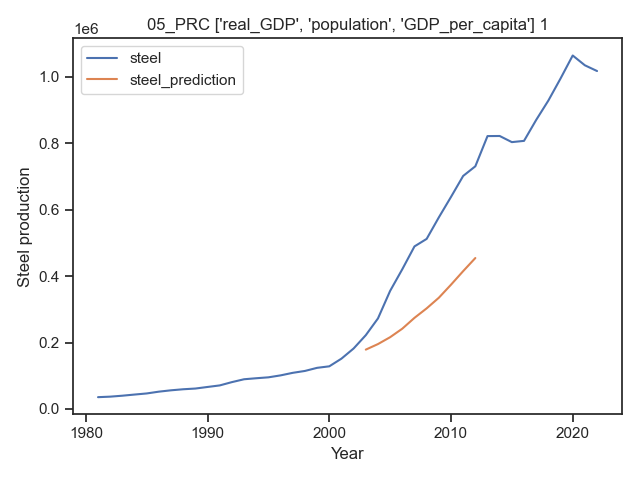 05_PRC ['real_GDP', 'population', 'GDP_per_capita'] 1
1e6
steel
steel_prediction
Steel production
1.0
0.8
0.6
0.4
0.2
0.0
1980 1990 2000 2010 2020
Year